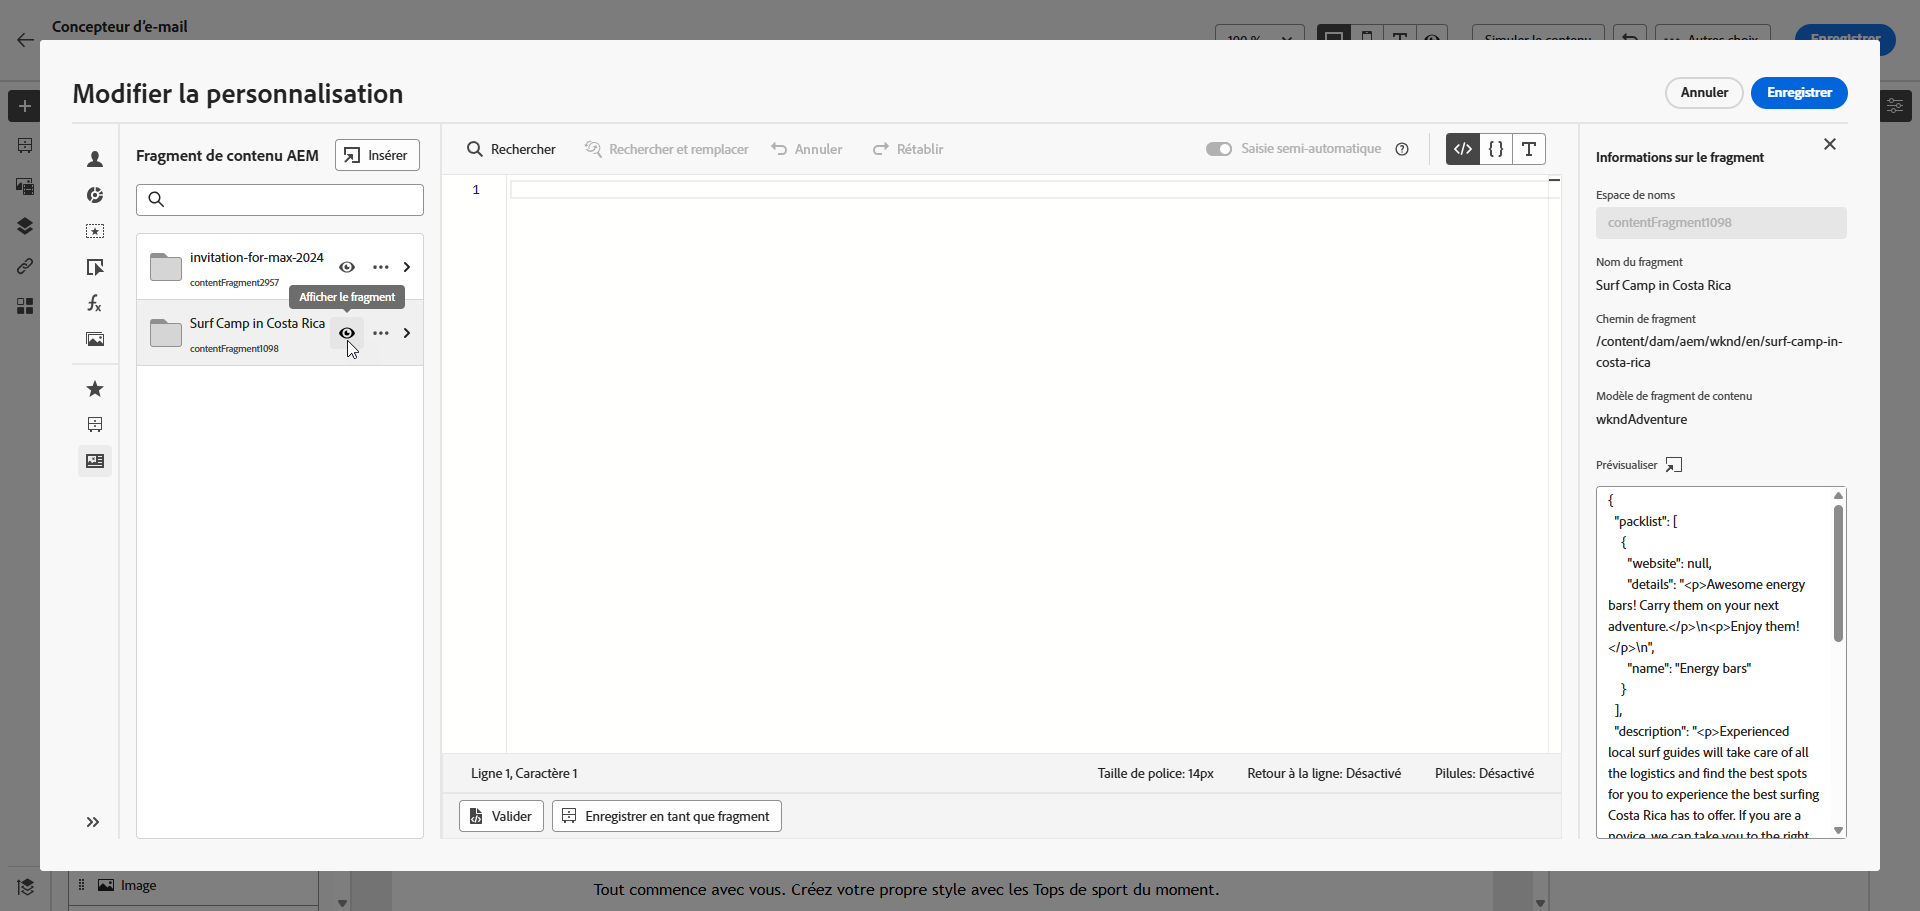 Concepteur d'e-mail
100 %
Simuler le contenu
Autres choix
Enregistrer
Modifier la personnalisation
Annuler
Enregistrer
Fragment de contenu AEM
Insérer
invitation-for-max-2024
contentFragment2957
Afficher le fragment
Surf Camp in Costa Rica
contentFragment1098
Rechercher
Rechercher et remplacer
Annuler
Rétablir
Saisie semi-automatique
1
Ligne 1, Caractère 1
Taille de police: 14px
Retour à la ligne: Désactivé
Pilules: Désactivé
Valider
Enregistrer en tant que fragment
Informations sur le fragment
Espace de noms
contentFragment1098
Nom du fragment
Surf Camp in Costa Rica
Chemin de fragment
/content/dam/aem/wknd/en/surf-camp-in-
costa-rica
Modèle de fragment de contenu
wkndAdventure
Prévisualiser
{
"packlist": [
{
"website": null,
"details": "<p>Awesome energy
bars! Carry them on your next
adventure.</p>\n<p>Enjoy them!
</p>\n",
"name": "Energy bars"
}
],
"description": "<p>Experienced
local surf guides will take care of all
the logistics and find the best spots
for you to experience the best surfing
Costa Rica has to offer. If you are a
novice, we can take you to the right
Image
Tout commence avec vous. Créez votre propre style avec les Tops de sport du moment.